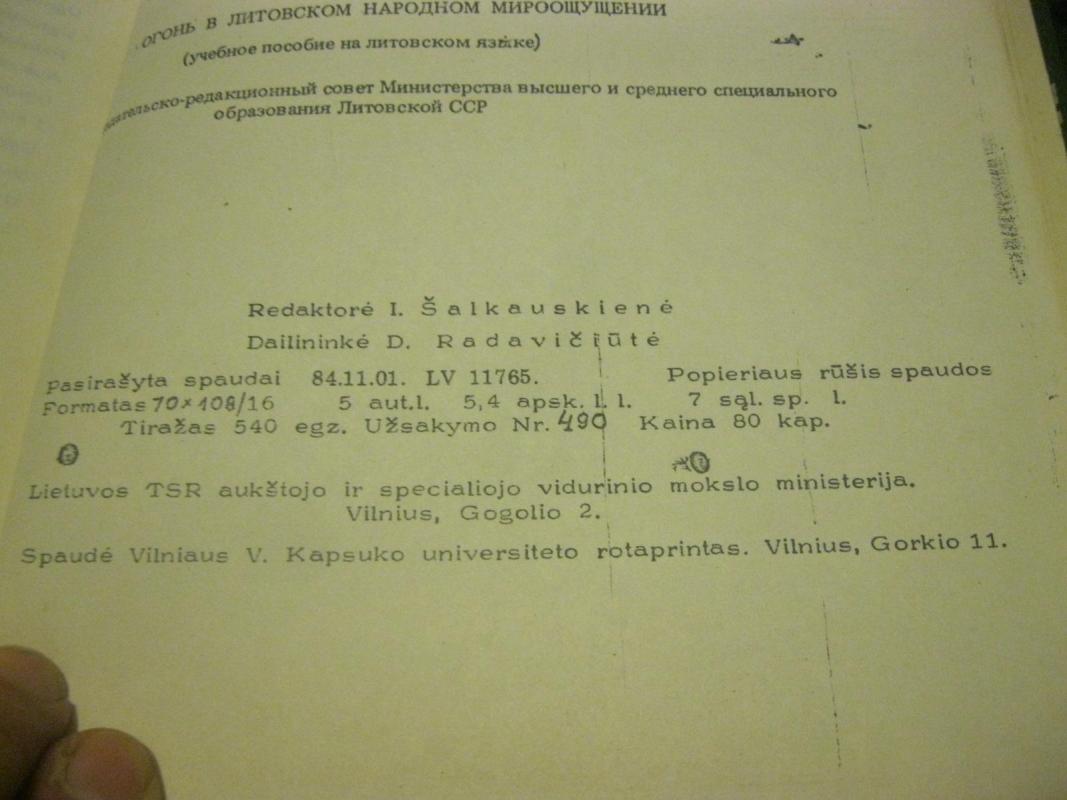 ОГОНЬ В ЛИТОВСКОМ НАРОДНОМ МИРООЩУЩЕНИИ
(учебное пособие на литовском языке)
дательско-редакционный совет Министерства высшего и среднего специального
образования Литовской ССР
Redaktorė I. Šalkauskienė
Dailininkė D. Radavičiūtė
Pasirašyta spaudai 84.11.01. LV 11765. Popieriaus rūšis spaudos
Formatas 70×108/16 5 aut.l. 5,4 apsk. l. l. 7 sąl. sp. l.
Tiražas 540 egz. Užsakymo Nr. 490 Kaina 80 kap.
Lietuvos TSR aukštojo ir specialiojo vidurinio mokslo ministerija.
Vilnius, Gogolio 2.
Spaudė Vilniaus V. Kapsuko universiteto rotaprintas. Vilnius, Gorkio 11.